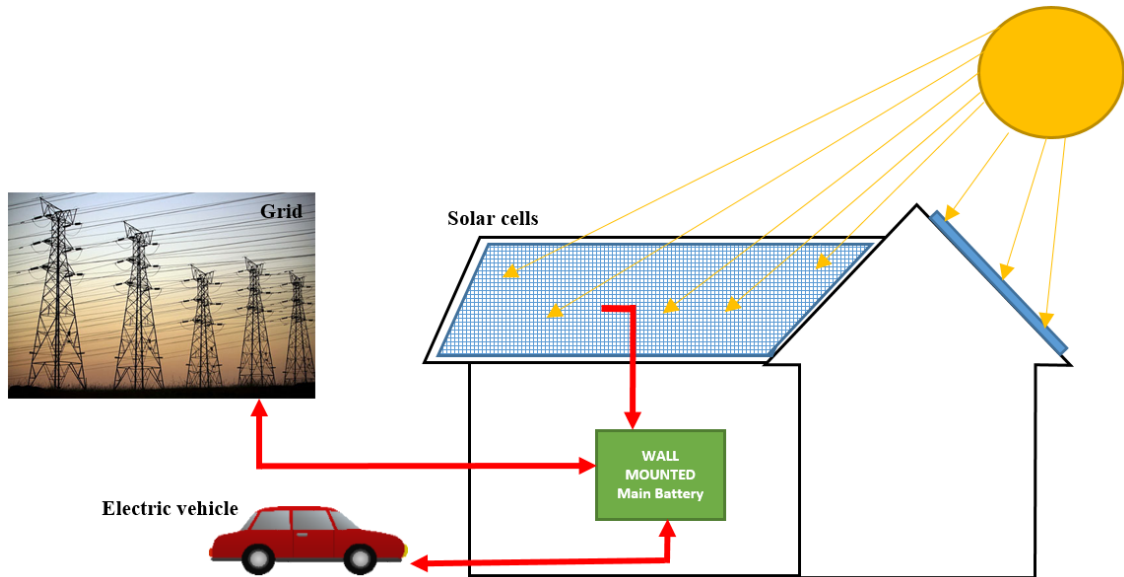 Grid
Solar cells
WALL
MOUNTED
Main Battery
Electric vehicle